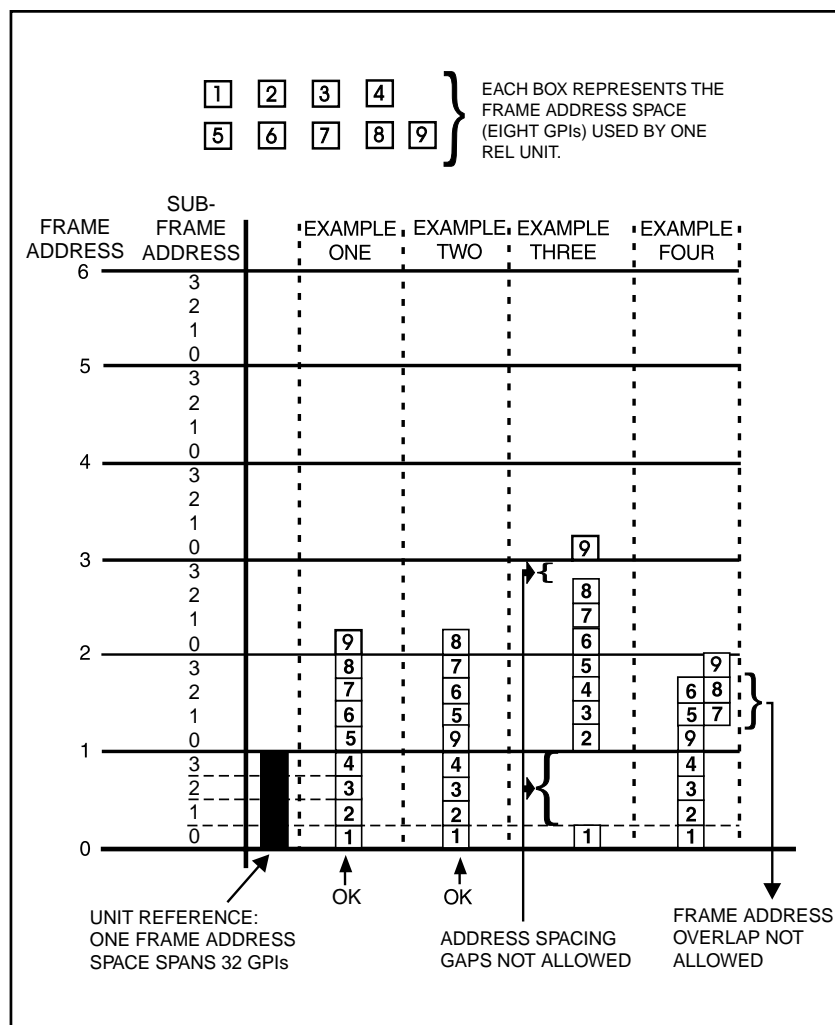 1 2 3 4
5 6 7 8 9
EACH BOX REPRESENTS THE
FRAME ADDRESS SPACE
(EIGHT GPIs) USED BY ONE
REL UNIT.
FRAME
ADDRESS
SUB-
FRAME
ADDRESS
EXAMPLE
ONE
EXAMPLE
TWO
EXAMPLE
THREE
EXAMPLE
FOUR
6
3
2
1
0
5
3
2
1
0
4
3
2
1
0 9
3
3 8
2 7
1 6
0 9 8 6
2
3 8 7 5 9
2 7 6 4 6 8
1 6 5 3 5 7
0 5 9 2 9
1
3 4 4 4
2 3 3 3
1 2 2 2
0 1 1 1 1
0
OK
OK
UNIT REFERENCE:
ONE FRAME ADDRESS
SPACE SPANS 32 GPIs
ADDRESS SPACING
GAPS NOT ALLOWED
FRAME ADDRESS
OVERLAP NOT
ALLOWED